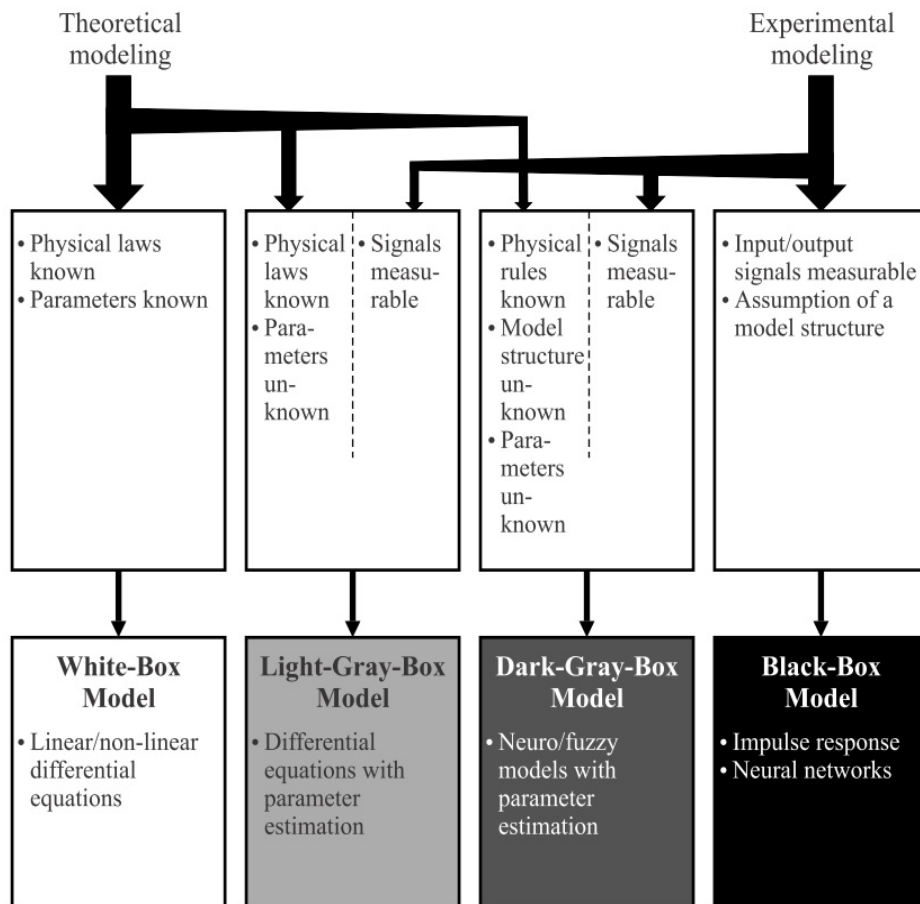 Theoretical
modeling
Experimental
modeling
• Physical laws
known
• Parameters known
• Physical
laws
known
• Para-
meters
un-
known
• Signals
measu-
rable
• Physical
rules
known
• Model
structure
un-
known
• Para-
meters
un-
known
• Signals
measu-
rable
• Input/output
signals measurable
• Assumption of a
model structure
White-Box
Model
• Linear/non-linear
differential
equations
Light-Gray-Box
Model
• Differential
equations with
parameter
estimation
Dark-Gray-Box
Model
• Neuro/fuzzy
models with
parameter
estimation
Black-Box
Model
• Impulse response
• Neural networks